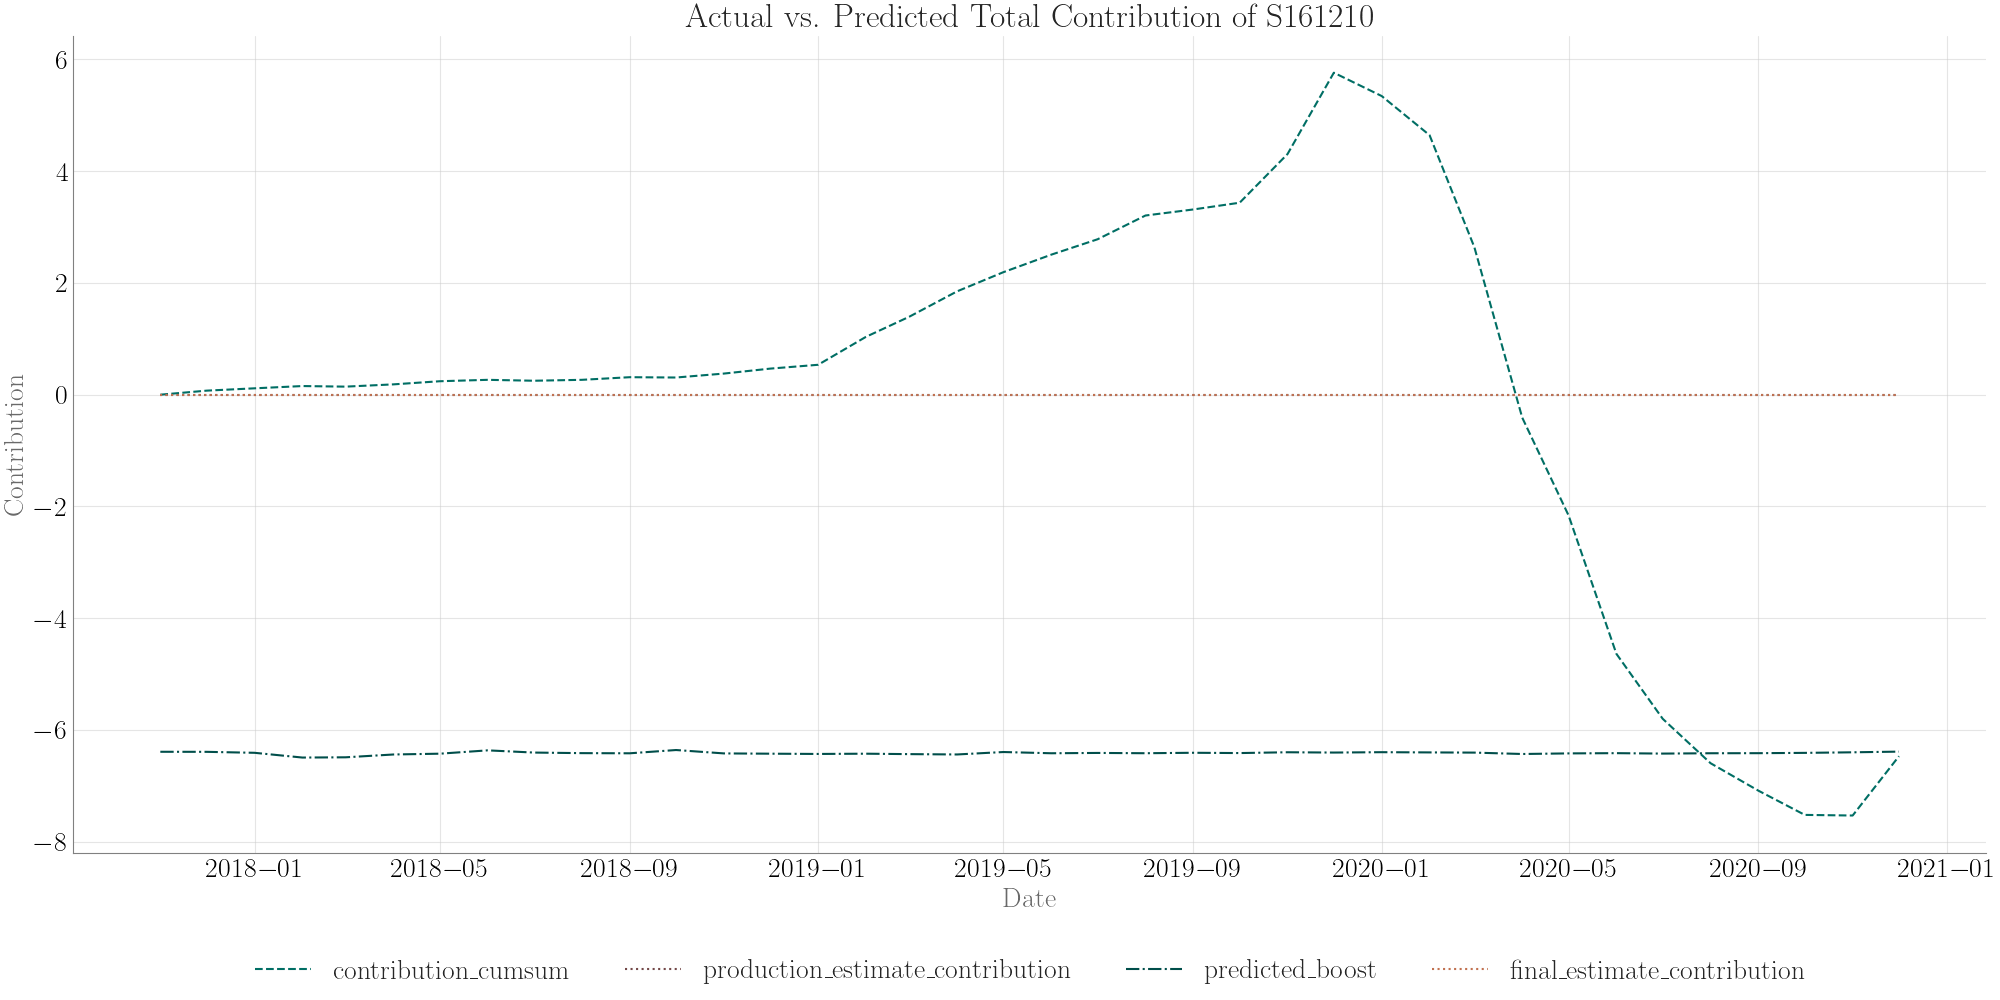 Actual vs. Predicted Total Contribution of S161210
6
4
2
0
−2
−4
−6
−8
Contribution
2018−01 2018−05 2018−09 2019−01 2019−05 2019−09 2020−01 2020−05 2020−09 2021−01
Date
contribution_cumsum production_estimate_contribution predicted_boost final_estimate_contribution